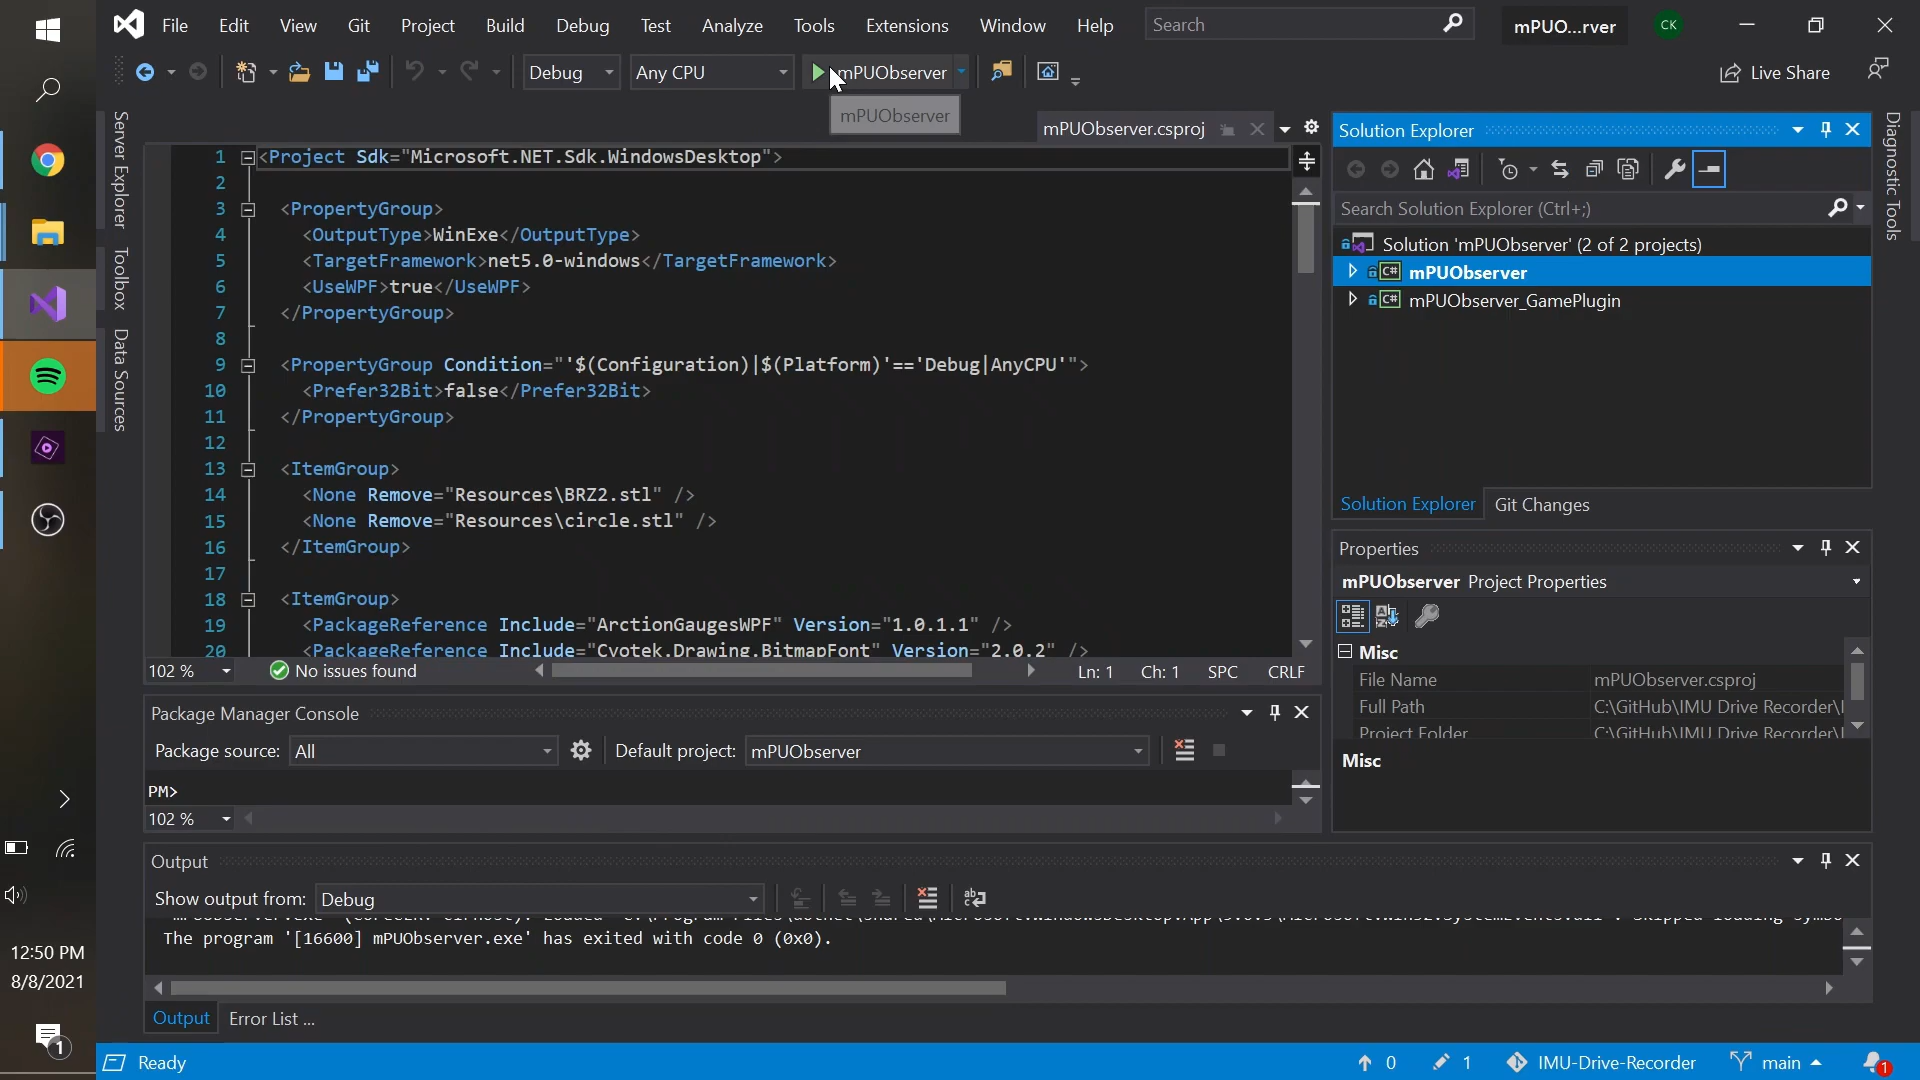 File Edit View Git Project Build Debug Test Analyze Tools Extensions Window Help Search mPUO...rver CK
Debug Any CPU mPUObserver Live Share
mPUObserver
Server Explorer
Toolbox
Data Sources
mPUObserver.csproj
1 <Project Sdk="Microsoft.NET.Sdk.WindowsDesktop">
2
3 <PropertyGroup>
4 <OutputType>WinExe</OutputType>
5 <TargetFramework>net5.0-windows</TargetFramework>
6 <UseWPF>true</UseWPF>
7 </PropertyGroup>
8
9 <PropertyGroup Condition="'$(Configuration)|$(Platform)'=='Debug|AnyCPU'">
10 <Prefer32Bit>false</Prefer32Bit>
11 </PropertyGroup>
12
13 <ItemGroup>
14 <None Remove="Resources\BRZ2.stl" />
15 <None Remove="Resources\circle.stl" />
16 </ItemGroup>
17
18 <ItemGroup>
19 <PackageReference Include="ArctionGaugesWPF" Version="1.0.1.1" />
20 <PackageReference Include="Cyotek.Drawing.BitmapFont" Version="2.0.2" />
102 % No issues found Ln: 1 Ch: 1 SPC CRLF
Package Manager Console
Package source: All Default project: mPUObserver
PM>
102 %
Output
Show output from: Debug
The program '[16600] mPUObserver.exe' has exited with code 0 (0x0).
Output Error List ...
Solution Explorer
Search Solution Explorer (Ctrl+;)
Solution 'mPUObserver' (2 of 2 projects)
C# mPUObserver
C# mPUObserver_GamePlugin
Solution Explorer Git Changes
Properties
mPUObserver Project Properties
Misc
File Name mPUObserver.csproj
Full Path C:\GitHub\IMU Drive Recorder\
Project Folder C:\GitHub\IMU Drive Recorder\
Misc
Diagnostic Tools
12:50 PM
8/8/2021
1
Ready 0 1 IMU-Drive-Recorder main 1